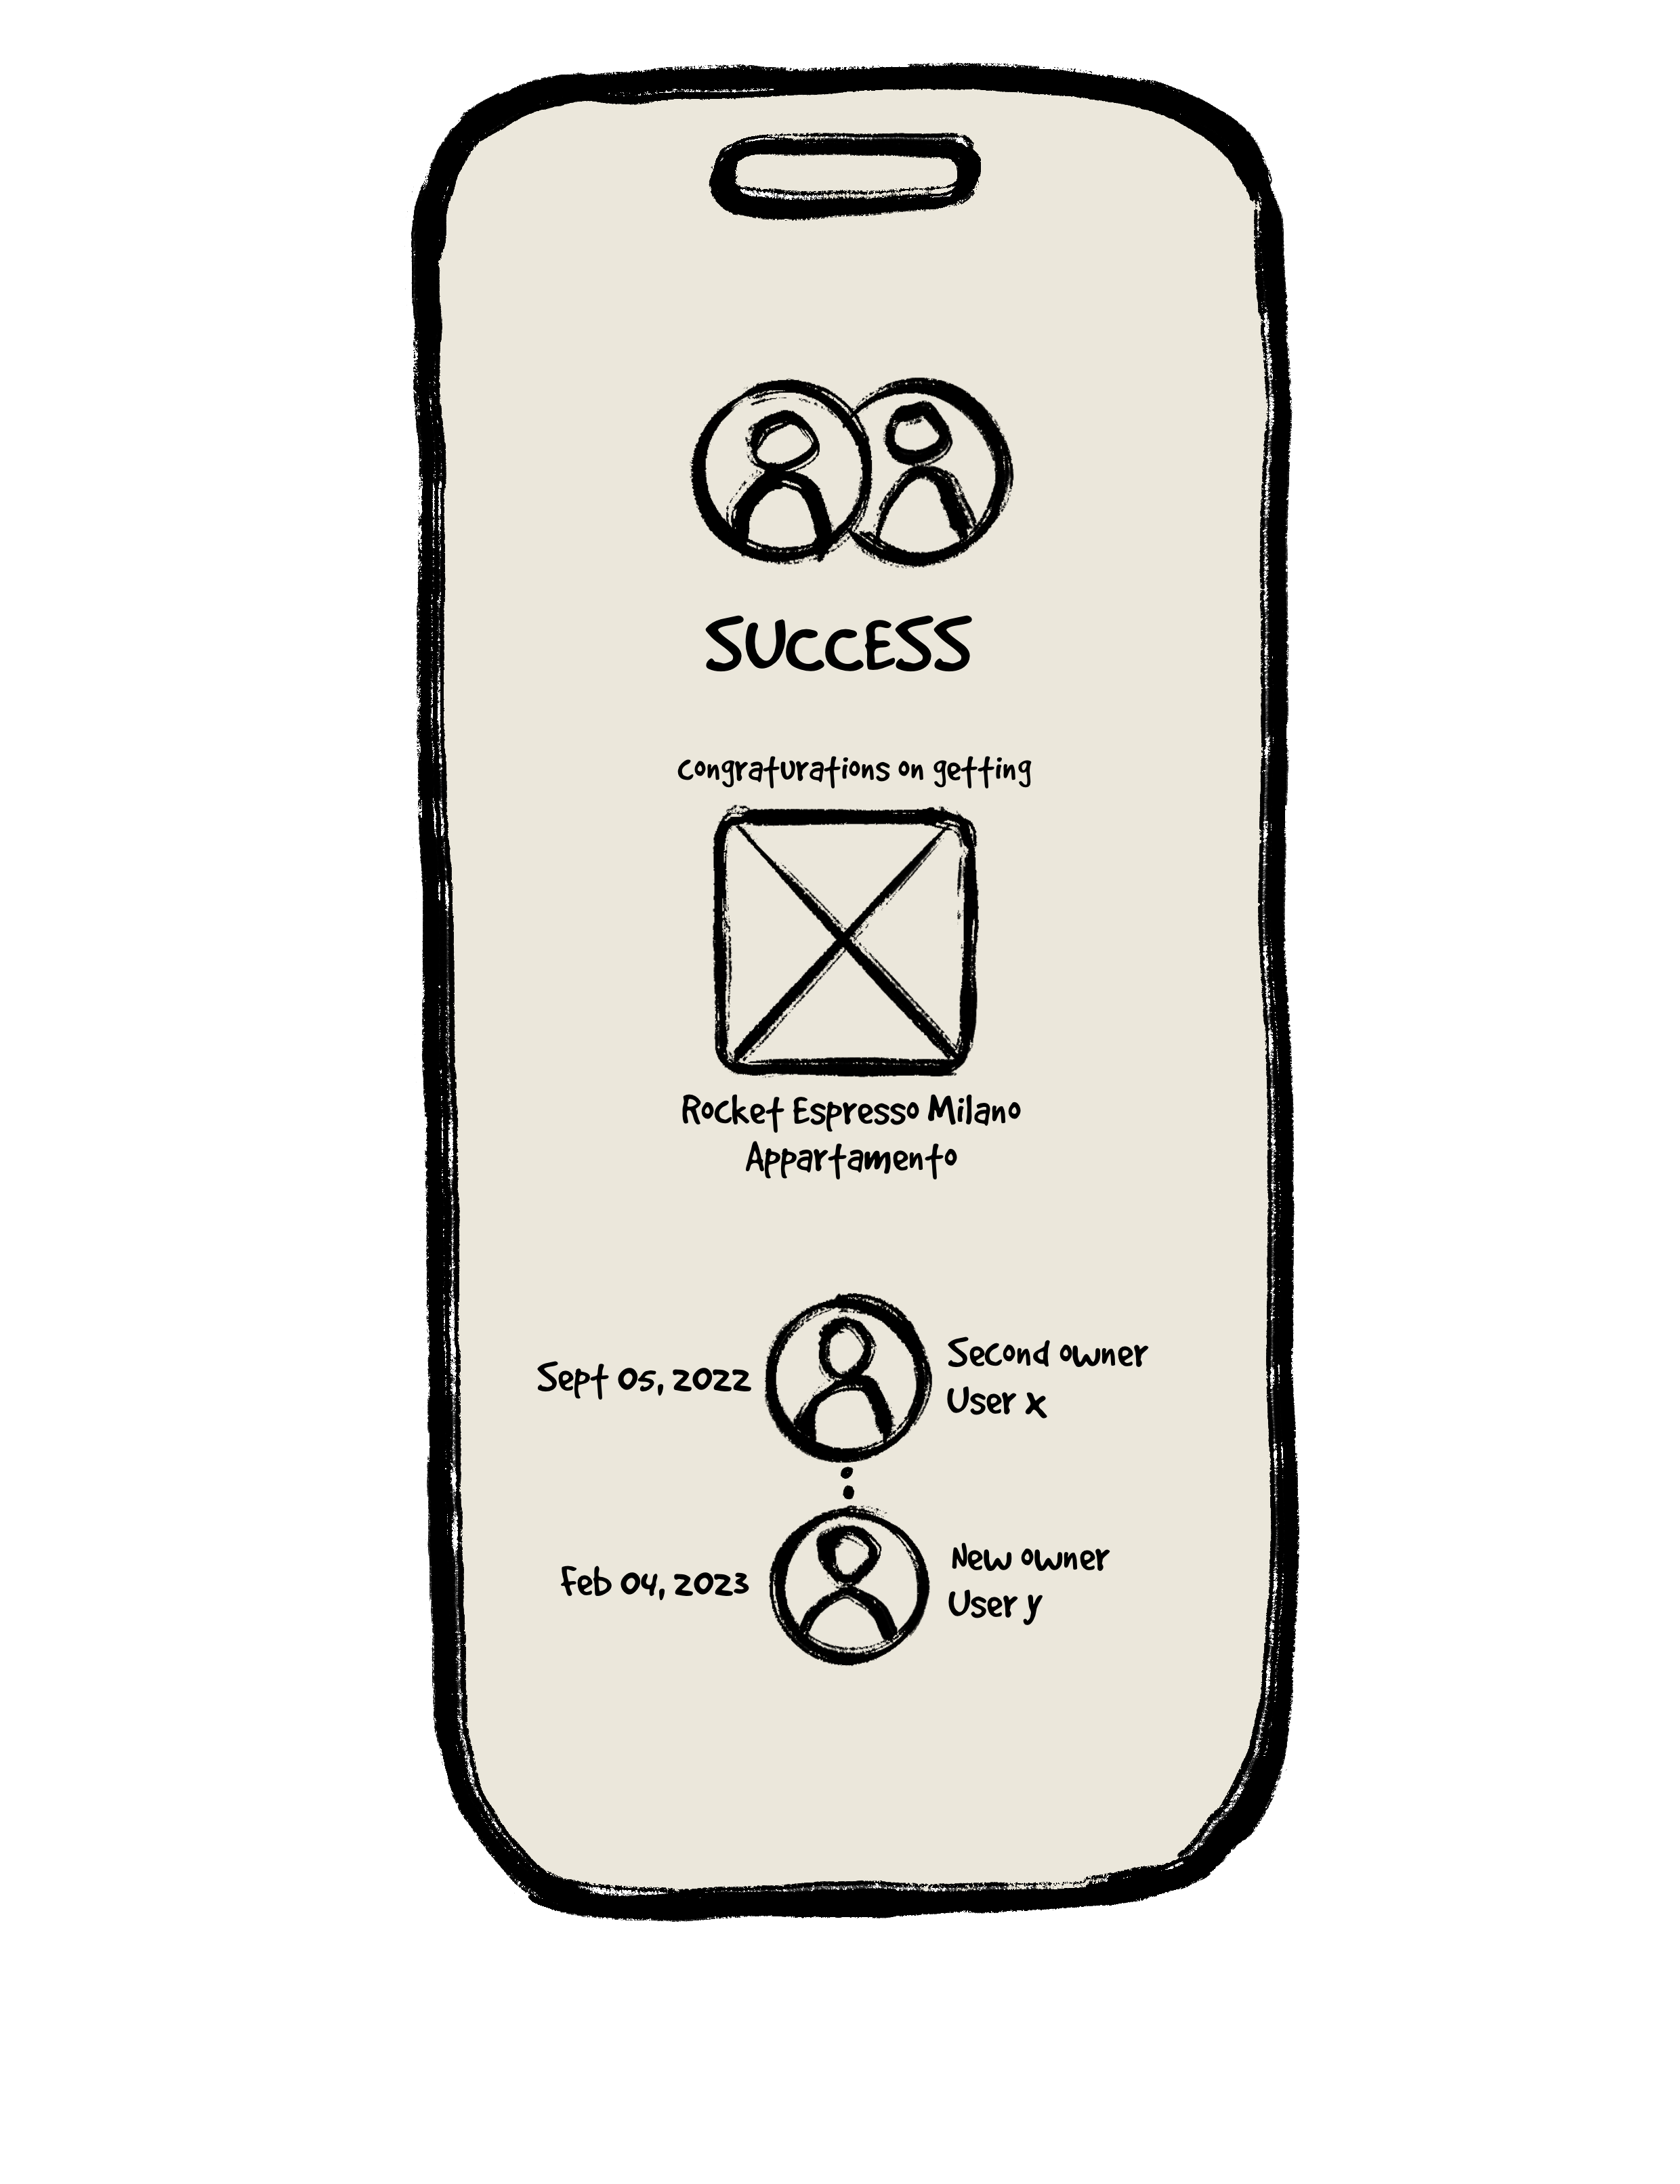 SUCCESS
congraturations on getting
Rocket Espresso Milano
Appartamento
Sept 05, 2022
Second owner
User x
Feb 04, 2023
New owner
User y